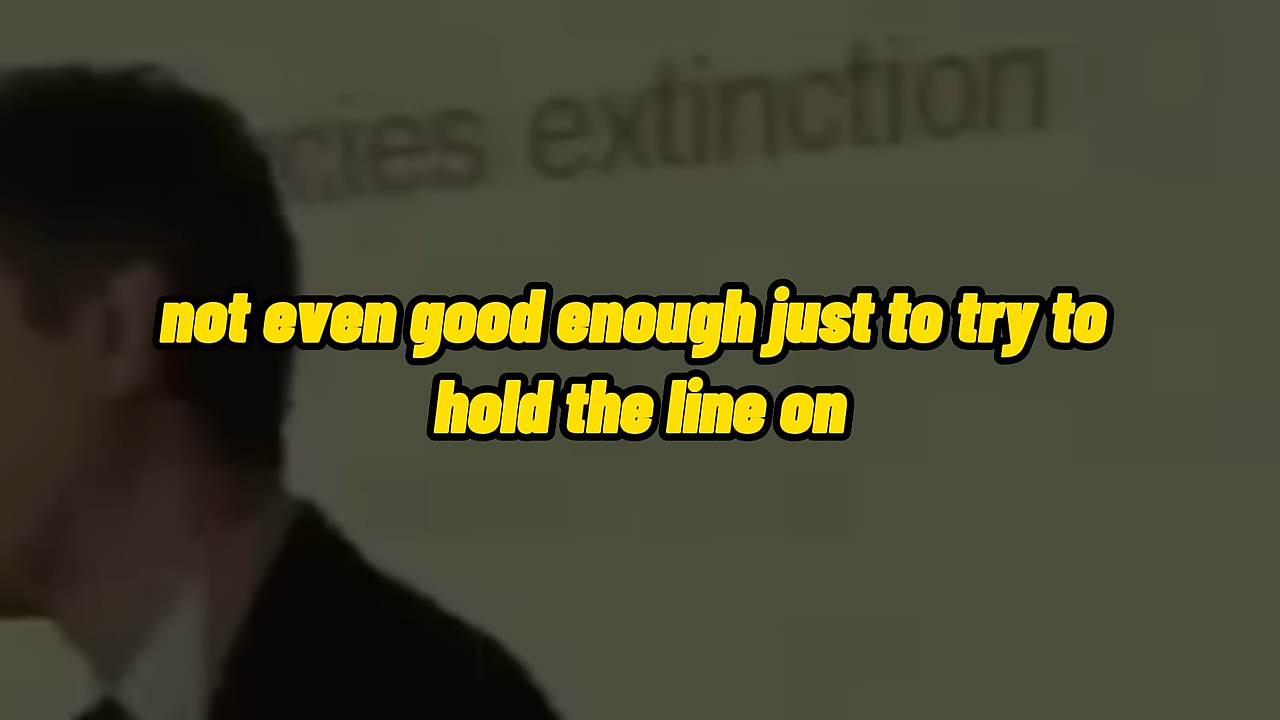 extinction
not even good enough just to try to
hold the line on